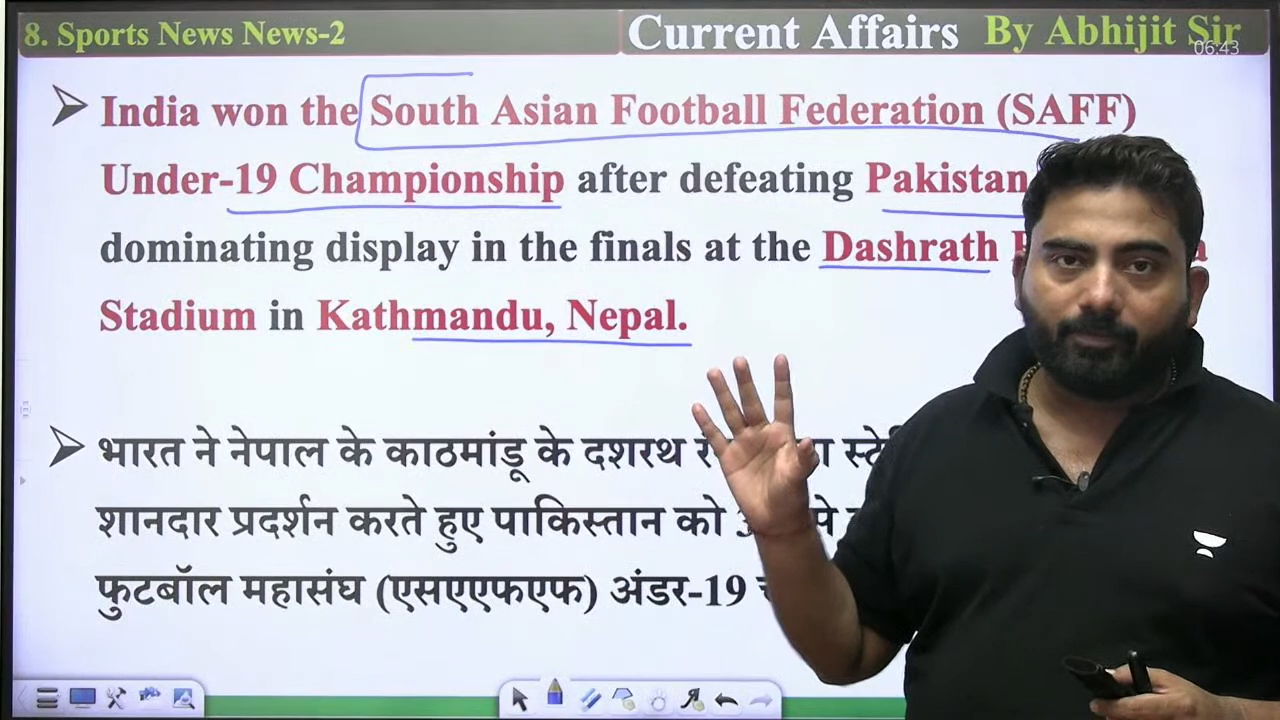 8. Sports News News-2
Current Affairs By Abhijit Sir
06:43
India won the South Asian Football Federation (SAFF)
Under-19 Championship after defeating Pakistan
dominating display in the finals at the Dashrath
Stadium in Kathmandu, Nepal.
भारत ने नेपाल के काठमांडू के दशरथ
शानदार प्रदर्शन करते हुए पाकिस्तान को
फुटबॉल महासंघ (एसएएफएफ) अंडर-19